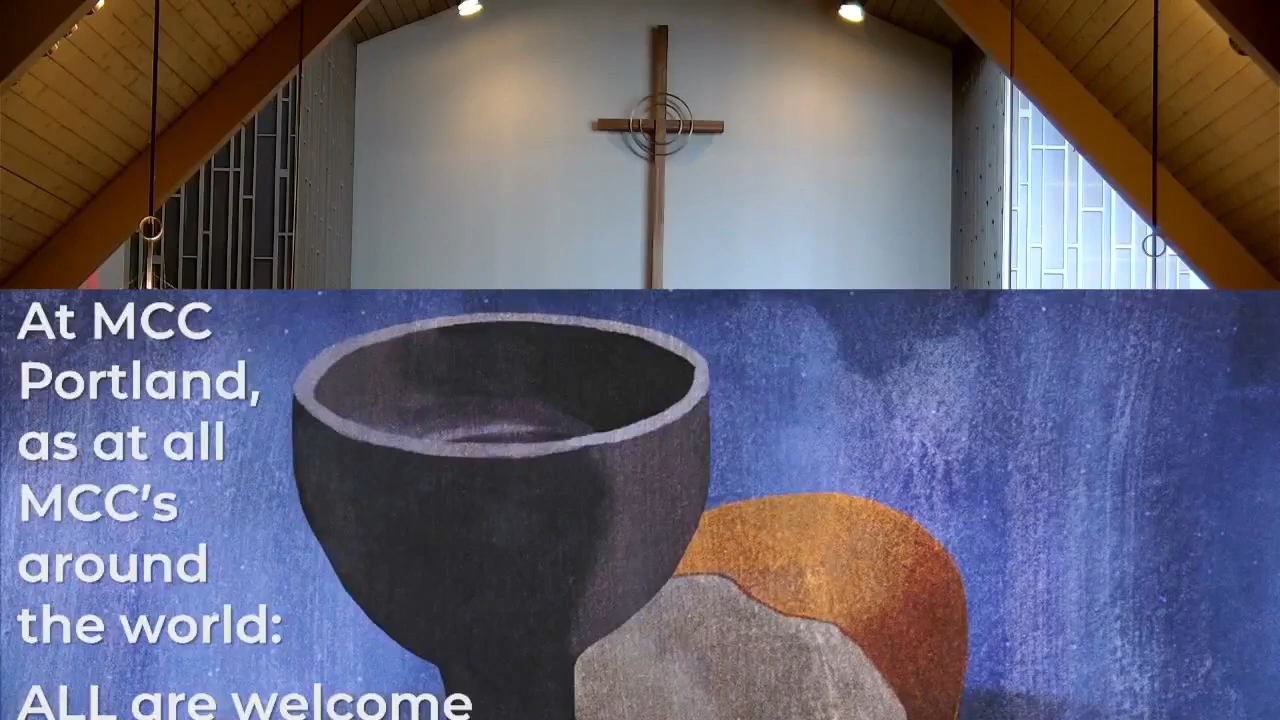 At MCC
Portland,
as at all
MCC's
around
the world:
ALL are welcome